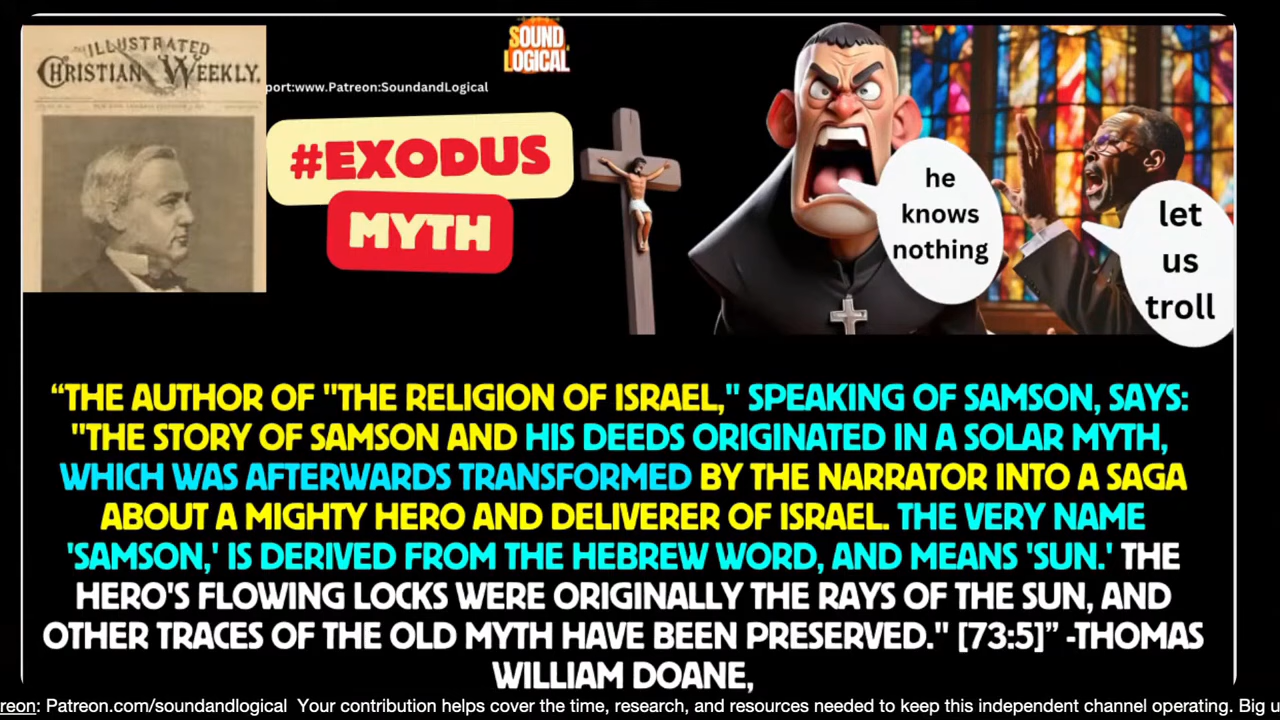 ILLUSTRATED
CHRISTIAN WEEKLY.
SOUND
LOGICAL
port:www.Patreon:SoundandLogical
#EXODUS
MYTH
he
knows
nothing
let
us
troll
“THE AUTHOR OF "THE RELIGION OF ISRAEL," SPEAKING OF SAMSON, SAYS:
"THE STORY OF SAMSON AND HIS DEEDS ORIGINATED IN A SOLAR MYTH,
WHICH WAS AFTERWARDS TRANSFORMED BY THE NARRATOR INTO A SAGA
ABOUT A MIGHTY HERO AND DELIVERER OF ISRAEL. THE VERY NAME
'SAMSON,' IS DERIVED FROM THE HEBREW WORD, AND MEANS 'SUN.' THE
HERO'S FLOWING LOCKS WERE ORIGINALLY THE RAYS OF THE SUN, AND
OTHER TRACES OF THE OLD MYTH HAVE BEEN PRESERVED." [73:5]” -THOMAS
WILLIAM DOANE,
reon: Patreon.com/soundandlogical Your contribution helps cover the time, research, and resources needed to keep this independent channel operating. Big u